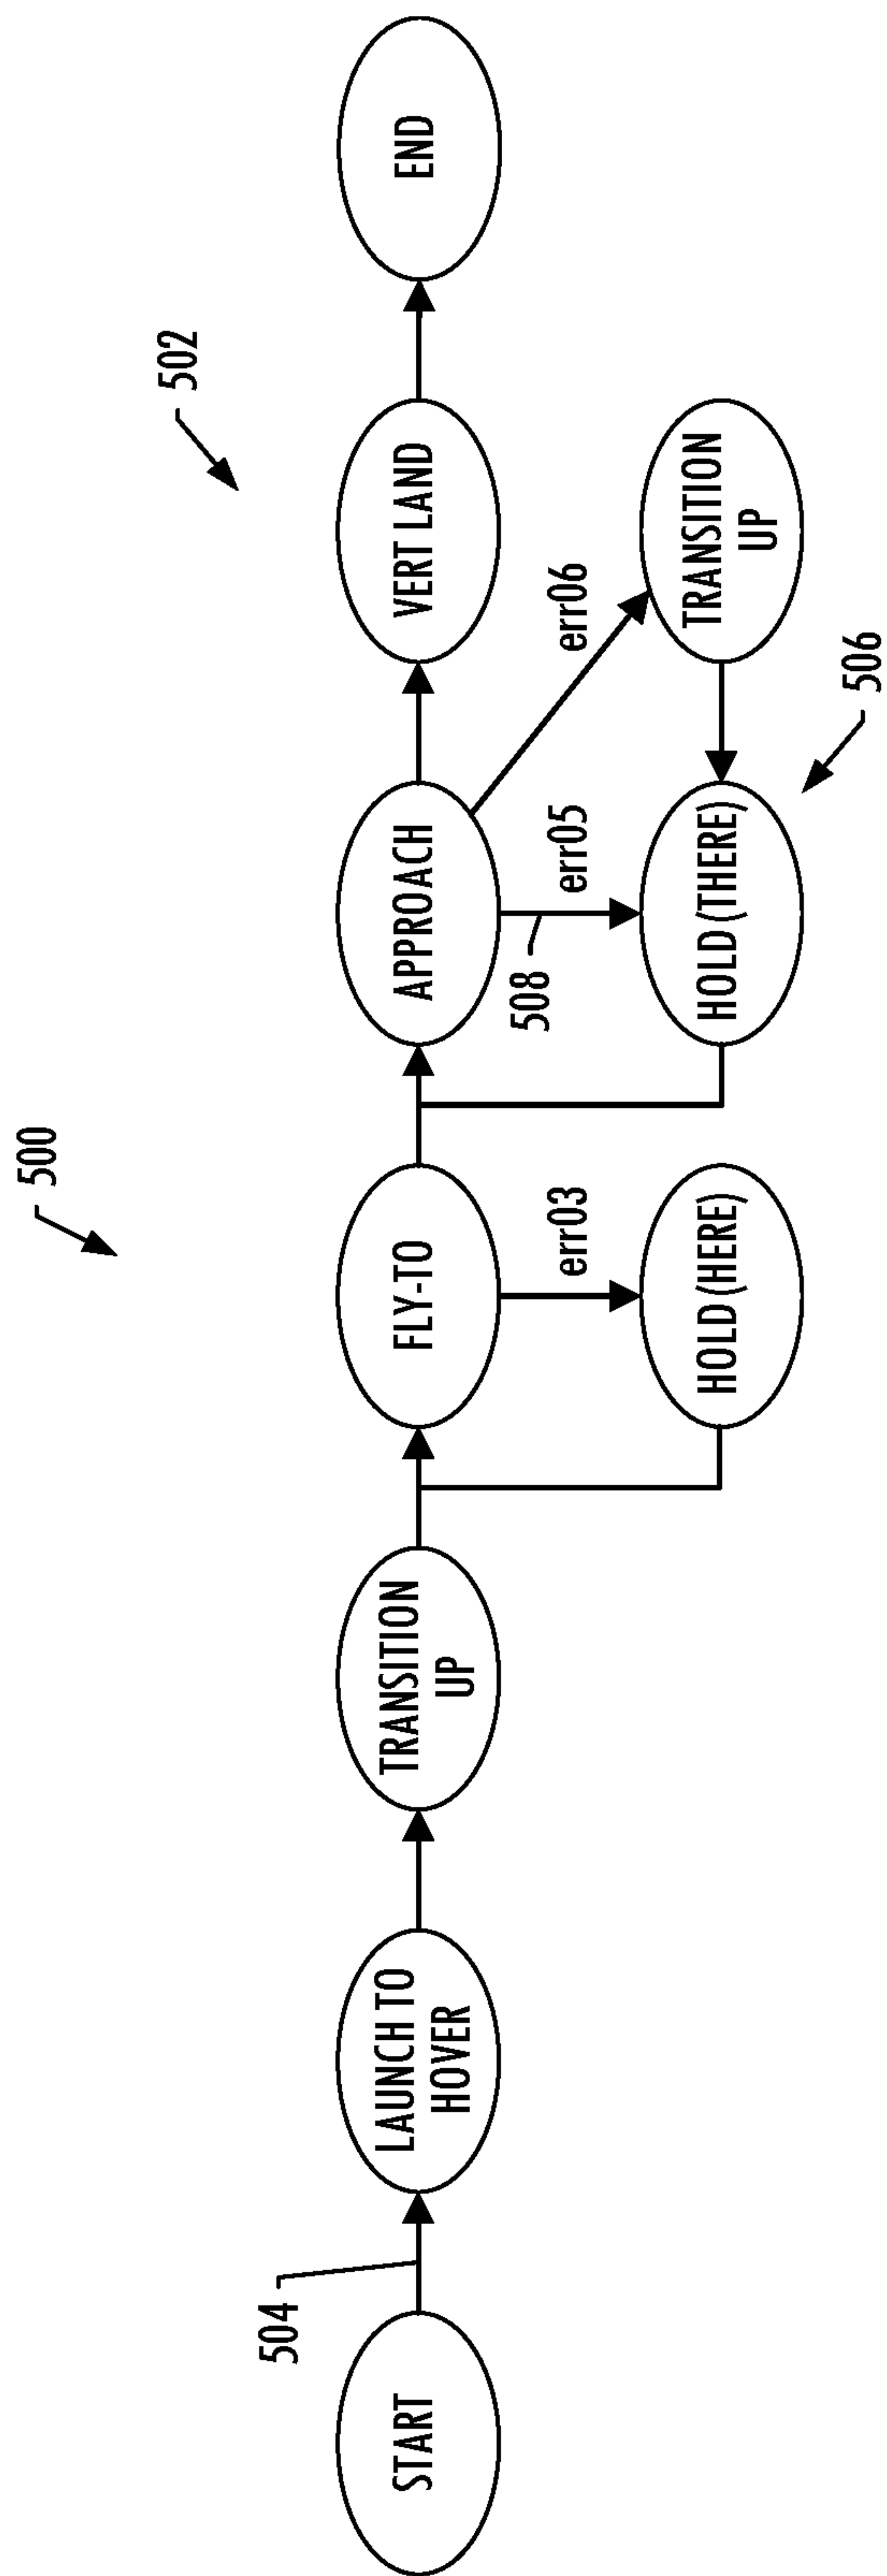 500
502
504
START
LAUNCH TO
HOVER
TRANSITION
UP
FLY-TO
APPROACH
VERT LAND
END
err03
508
err05
err06
HOLD (HERE)
HOLD (THERE)
TRANSITION
UP
506